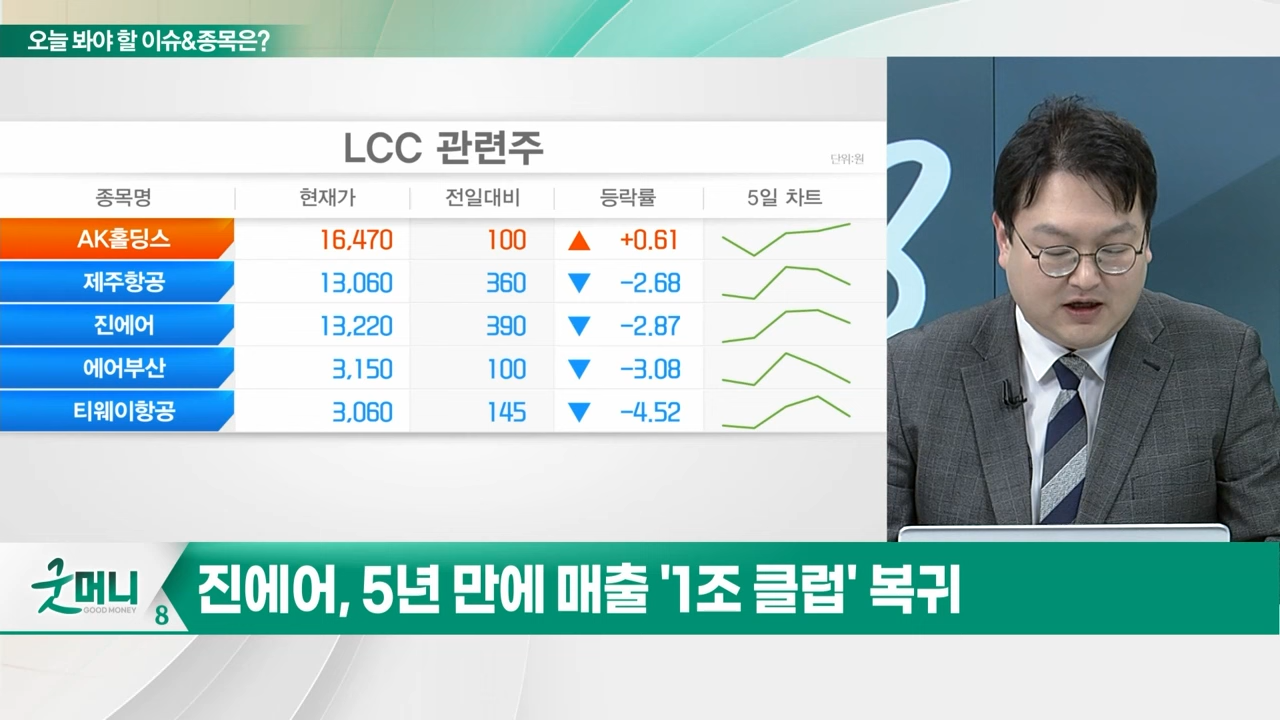 오늘 봐야 할 이슈&종목은?
LCC 관련주
단위:원
종목명 현재가 전일대비 등락률 5일 차트
AK홀딩스 16,470 100 ▲ +0.61
제주항공 13,060 360 ▼ -2.68
진에어 13,220 390 ▼ -2.87
에어부산 3,150 100 ▼ -3.08
티웨이항공 3,060 145 ▼ -4.52
굿머니
GOOD MONEY
8
진에어, 5년 만에 매출 '1조 클럽' 복귀